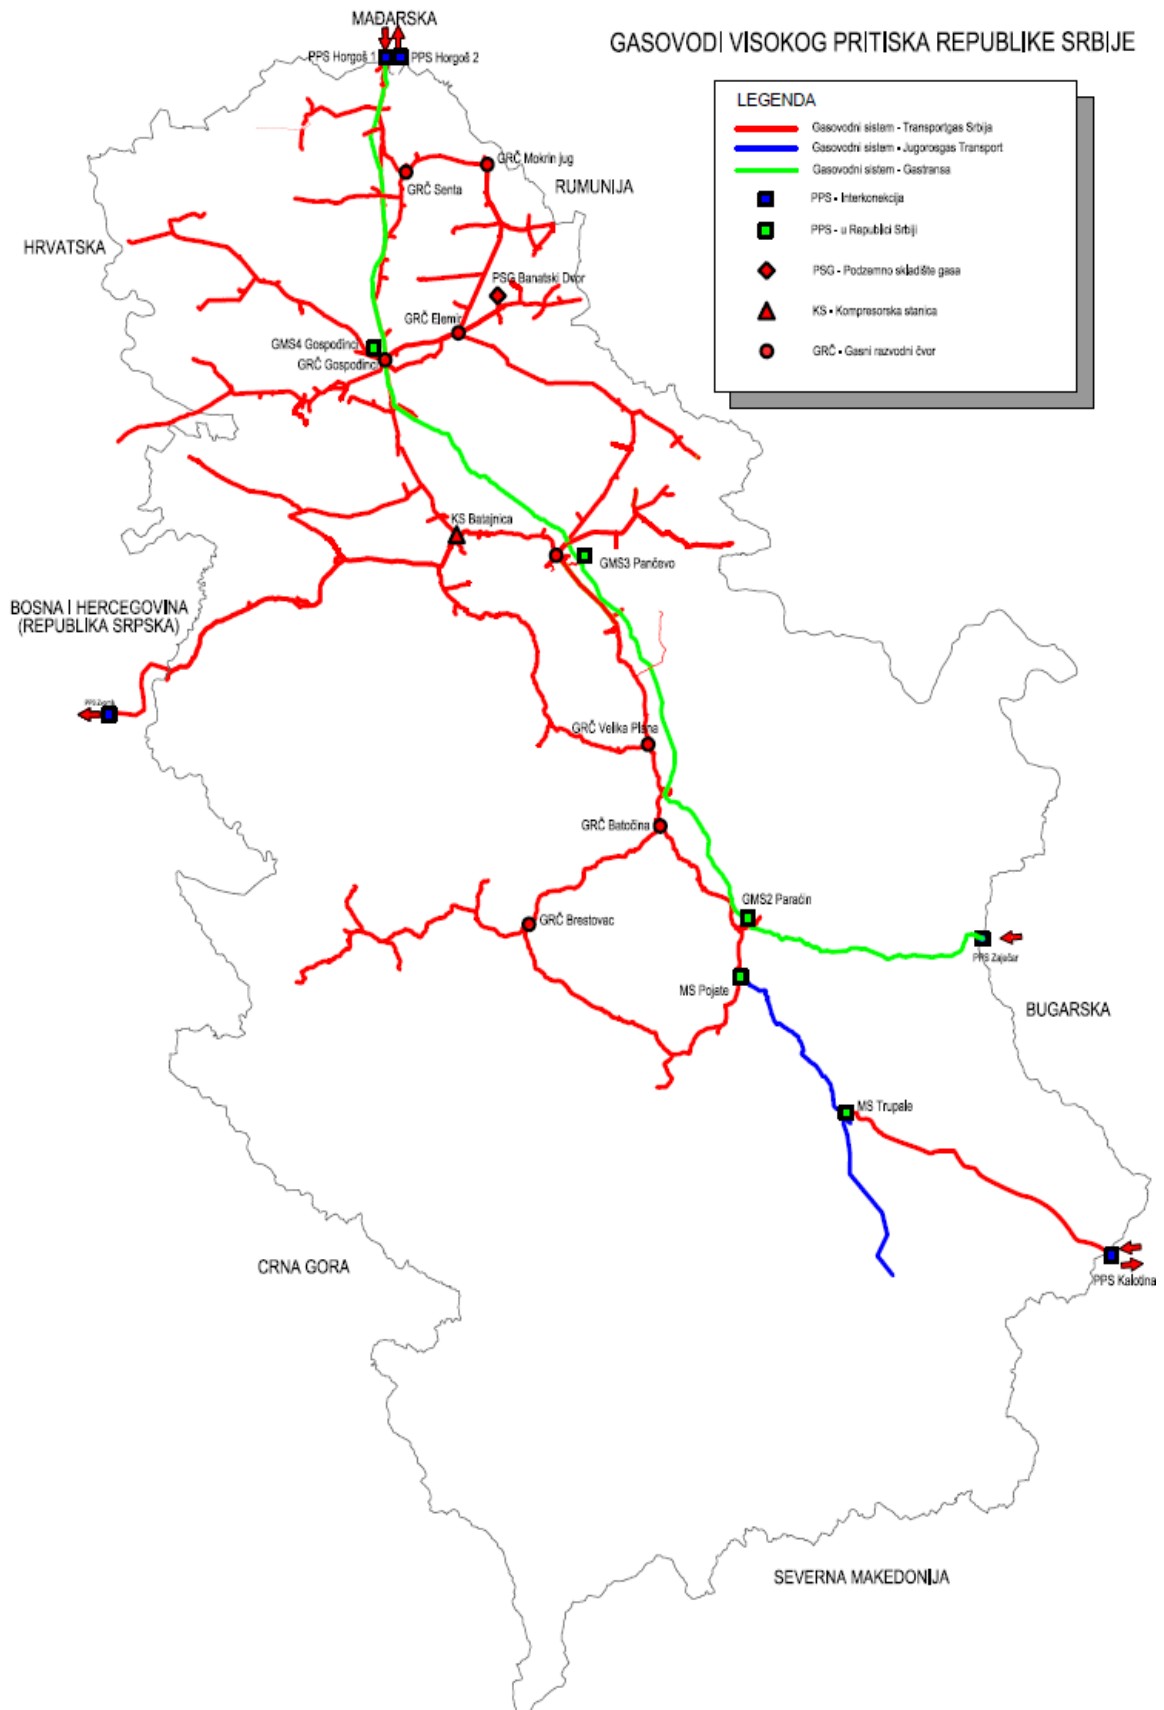 MAĐARSKA
GASOVODI VISOKOG PRITISKA REPUBLIKE SRBIJE
PPS Horgoš 1
PPS Horgoš 2
LEGENDA
Gasovodni sistem - Transportgas Srbija
Gasovodni sistem - Jugorosgas Transport
Gasovodni sistem - Gastransa
PPS - Interkonekcija
PPS - u Republici Srbiji
PSG - Podzemno skladište gasa
KS - Kompresorska stanica
GRČ - Gasni razvodni čvor
GRČ Mokrin jug
GRČ Senta
RUMUNIJA
HRVATSKA
PSG Banatski Dvor
GRČ Elemir
GMS4 Gospođinci
GRČ Gospođinci
KS Batajnica
GMS3 Pančevo
BOSNA I HERCEGOVINA
(REPUBLIKA SRPSKA)
PPS Zvornik
GRČ Velika Plana
GRČ Batočina
GMS2 Paraćin
GRČ Brestovac
PPS Zaječar
MS Pojate
BUGARSKA
MS Trupale
CRNA GORA
PPS Kalotina
SEVERNA MAKEDONIJA